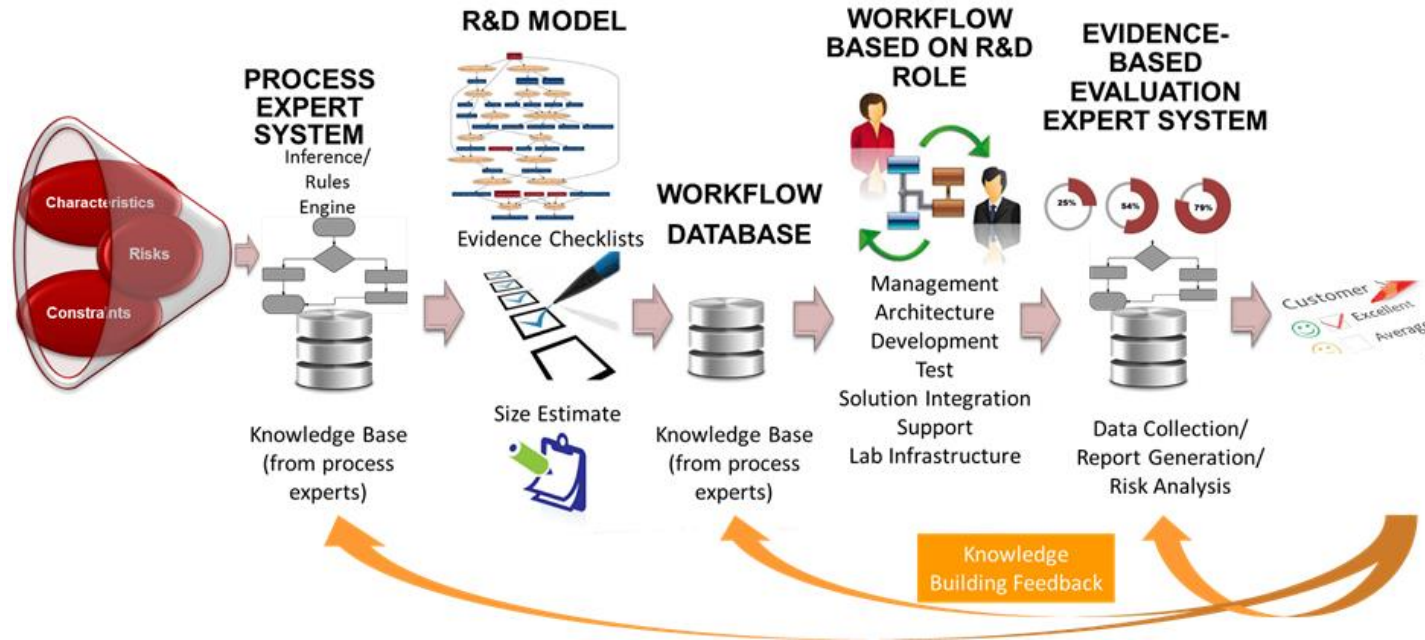 R&D MODEL
WORKFLOW
BASED ON R&D
ROLE
EVIDENCE-
BASED
EVALUATION
EXPERT SYSTEM
PROCESS
EXPERT
SYSTEM
Inference/
Rules
Engine
Characteristics
Risks
Constraints
Knowledge Base
(from process
experts)
Evidence Checklists
Size Estimate
WORKFLOW
DATABASE
Knowledge Base
(from process
experts)
Management
Architecture
Development
Test
Solution Integration
Support
Lab Infrastructure
25%
54%
79%
Data Collection/
Report Generation/
Risk Analysis
Customer
Excellent
Average
Knowledge
Building Feedback